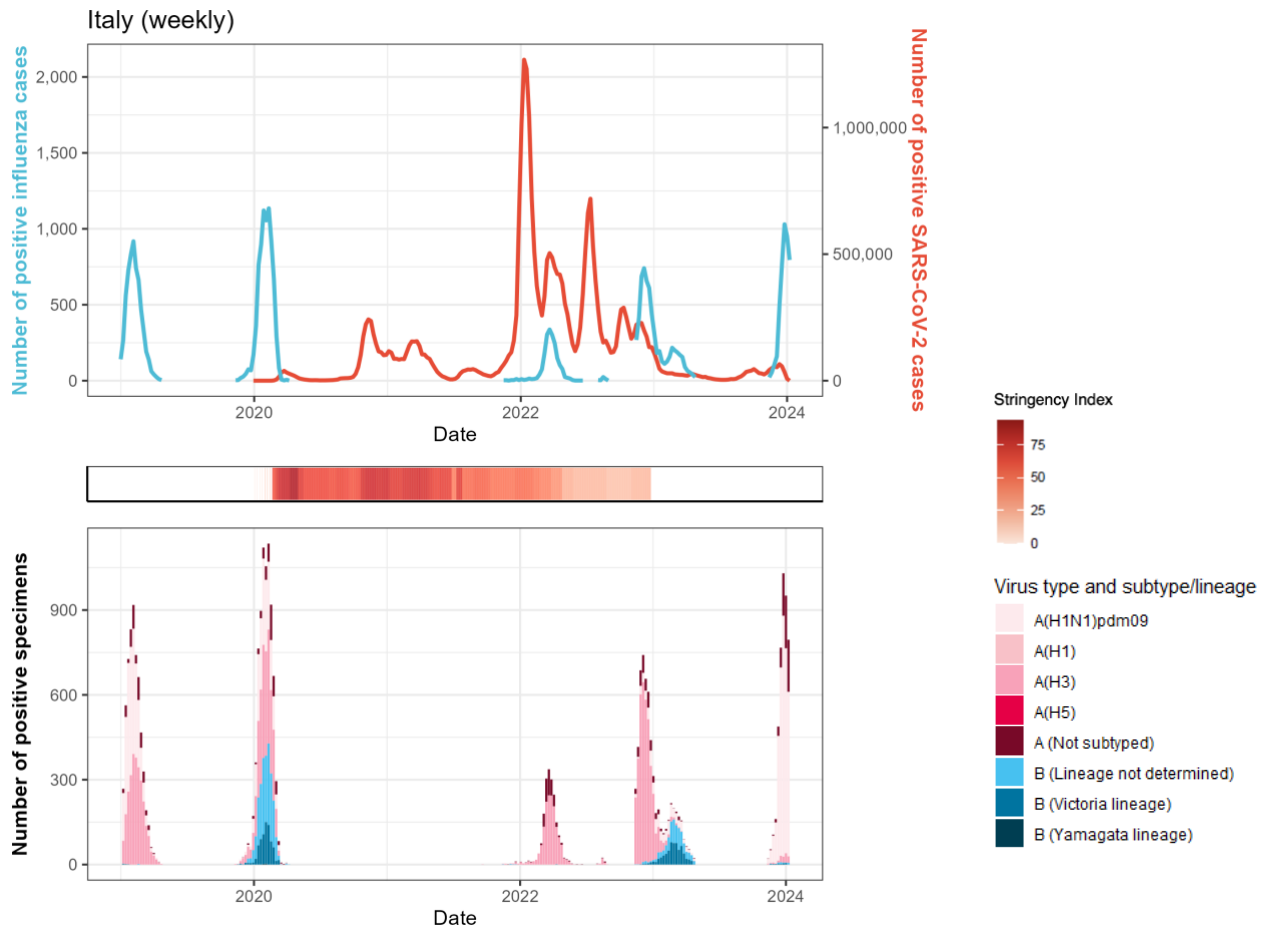 Italy (weekly)
Number of positive influenza cases
2,000
1,500
1,000
500
0
1,000,000
500,000
0
Number of positive SARS-CoV-2 cases
2020
2022
2024
Date
Number of positive specimens
900
600
300
0
2020
2022
2024
Date
Stringency Index
75
50
25
0
Virus type and subtype/lineage
A(H1N1)pdm09
A(H1)
A(H3)
A(H5)
A (Not subtyped)
B (Lineage not determined)
B (Victoria lineage)
B (Yamagata lineage)